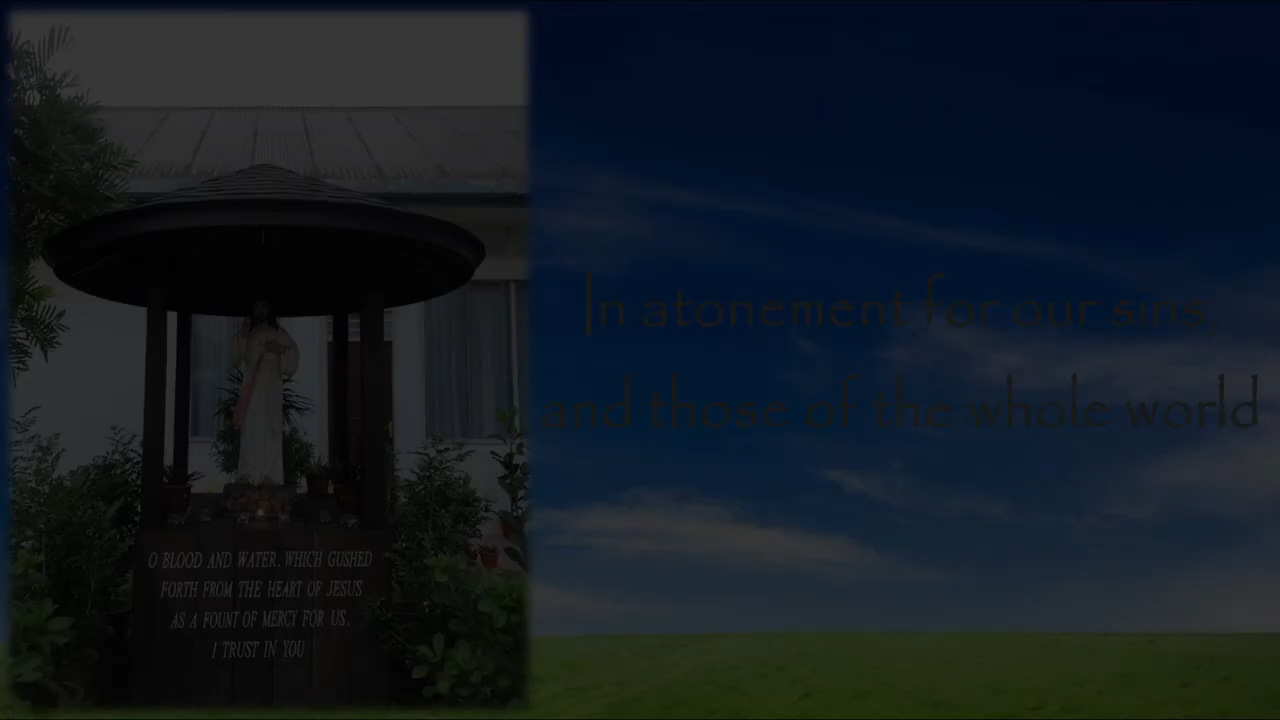 O BLOOD AND WATER, WHICH GUSHED
FORTH FROM THE HEART OF JESUS
AS A FOUNT OF MERCY FOR US,
I TRUST IN YOU
In atonement for our sins,
and those of the whole world